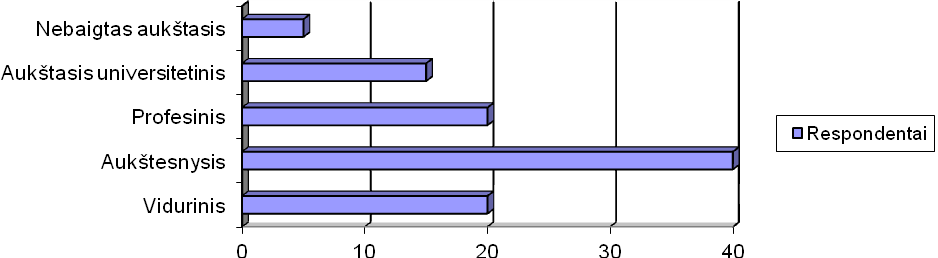 Nebaigtas aukštasis
Aukštasis universitetinis
Profesinis
Aukštesnysis
Vidurinis
0 10 20 30 40
Respondentai